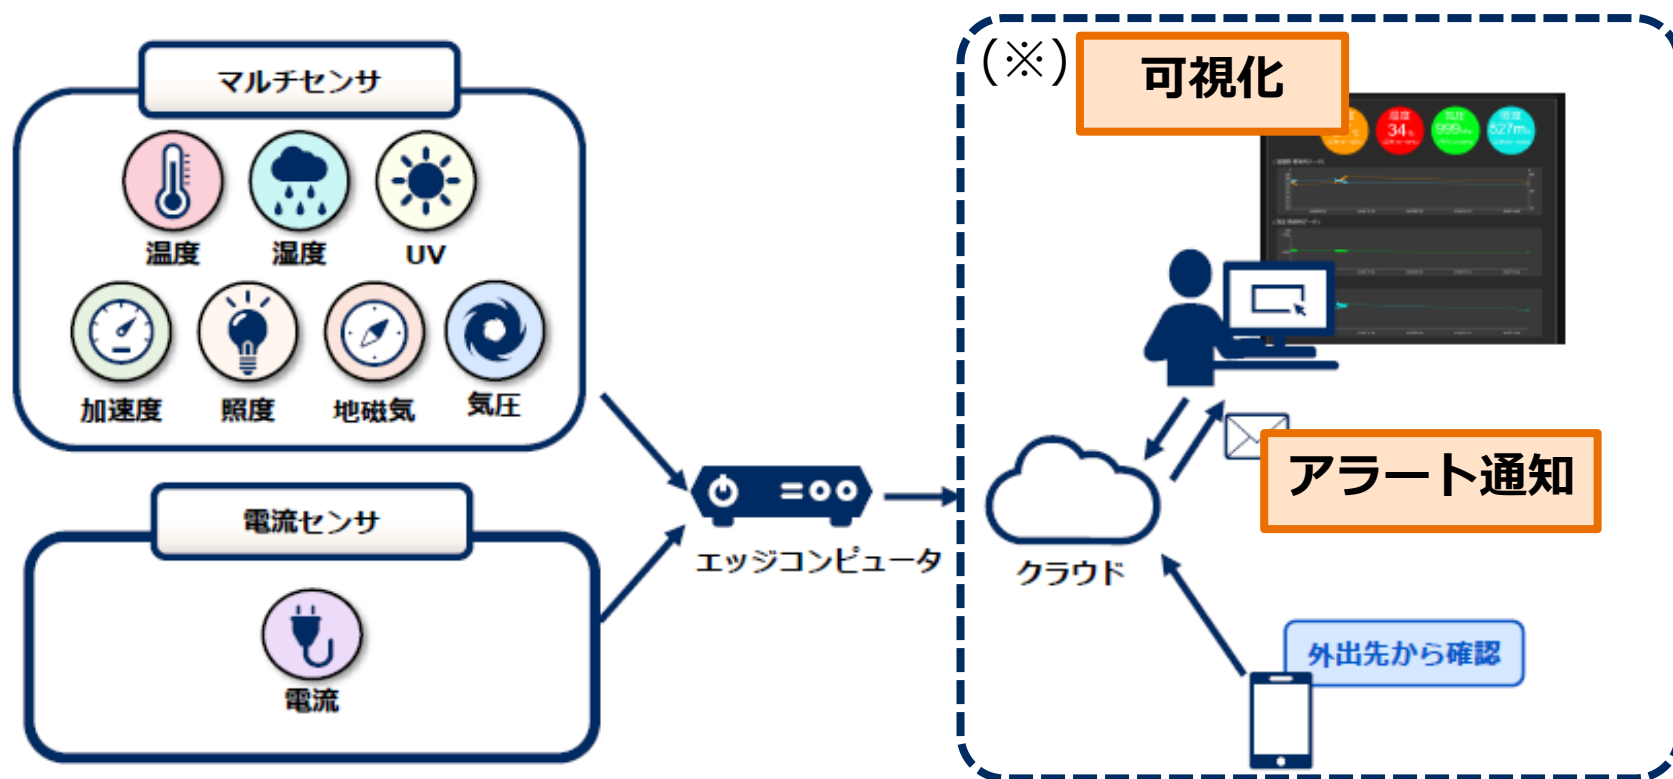 マルチセンサ
温度
湿度
UV
加速度
照度
地磁気
気圧
電流センサ
電流
エッジコンピュータ
(※)
可視化
34
999
527m
クラウド
アラート通知
外出先から確認